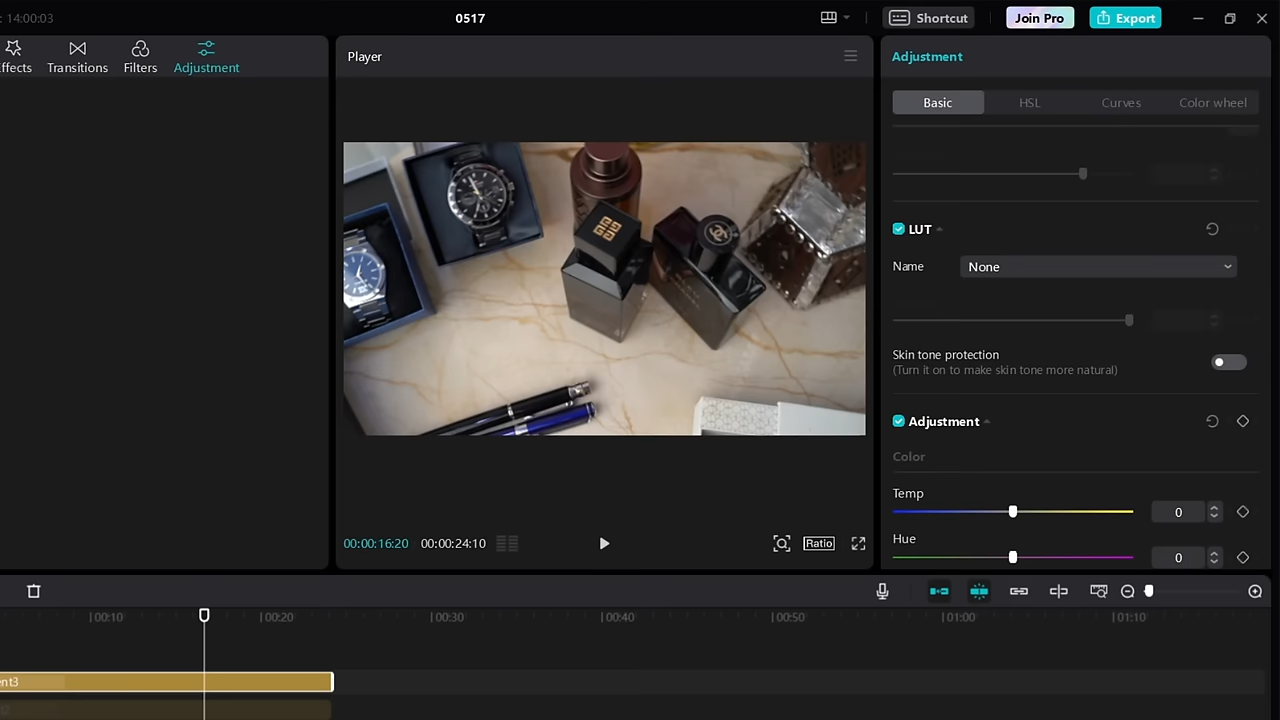 : 14:00:03
0517
Shortcut
Join Pro
Export
ffects
Transitions
Filters
Adjustment
Player
Adjustment
Basic
HSL
Curves
Color wheel
LUT
Name
None
Skin tone protection
(Turn it on to make skin tone more natural)
Adjustment
Color
Temp
0
Hue
0
00:00:16:20
00:00:24:10
Ratio
00:10
00:20
00:30
00:40
00:50
01:00
01:10
nt3